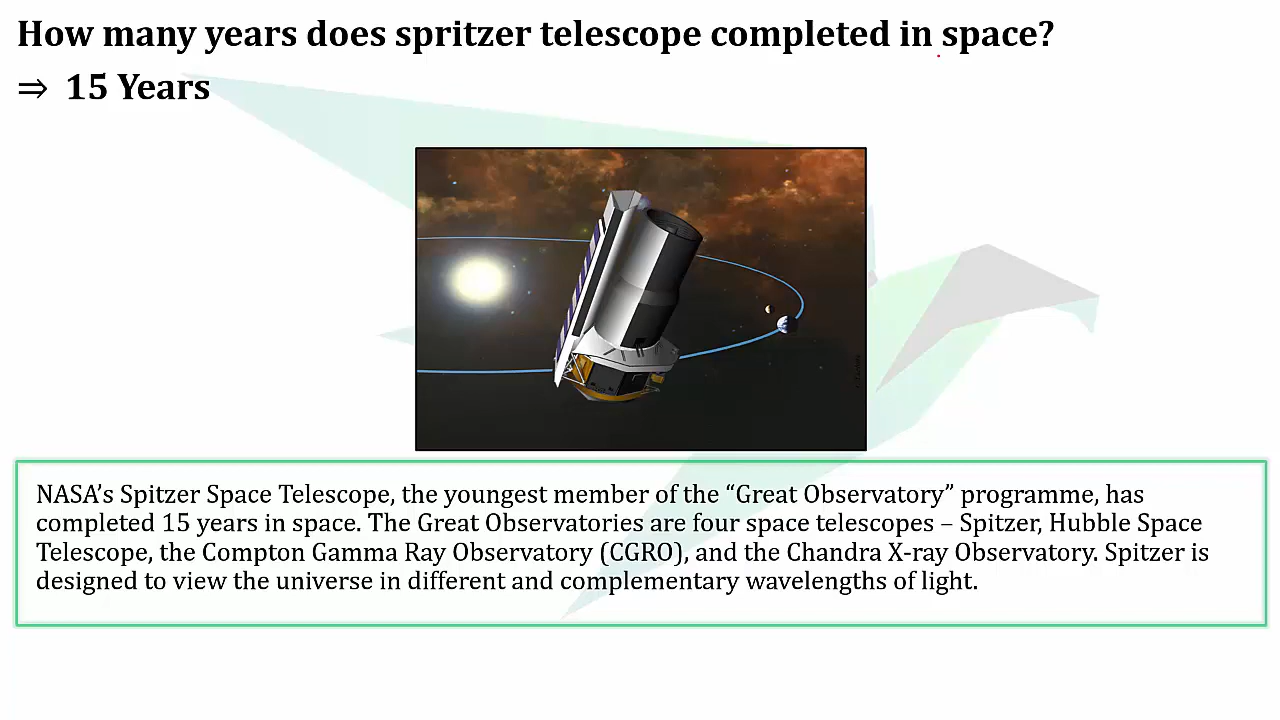 How many years does spritzer telescope completed in space?
⇒ 15 Years
NASA’s Spitzer Space Telescope, the youngest member of the “Great Observatory” programme, has
completed 15 years in space. The Great Observatories are four space telescopes – Spitzer, Hubble Space
Telescope, the Compton Gamma Ray Observatory (CGRO), and the Chandra X-ray Observatory. Spitzer is
designed to view the universe in different and complementary wavelengths of light.